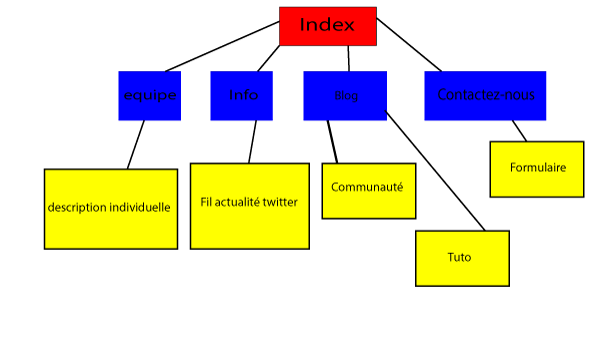 Index
equipe
Info
Blog
Contactez-nous
description individuelle
Fil actualité twitter
Communauté
Formulaire
Tuto